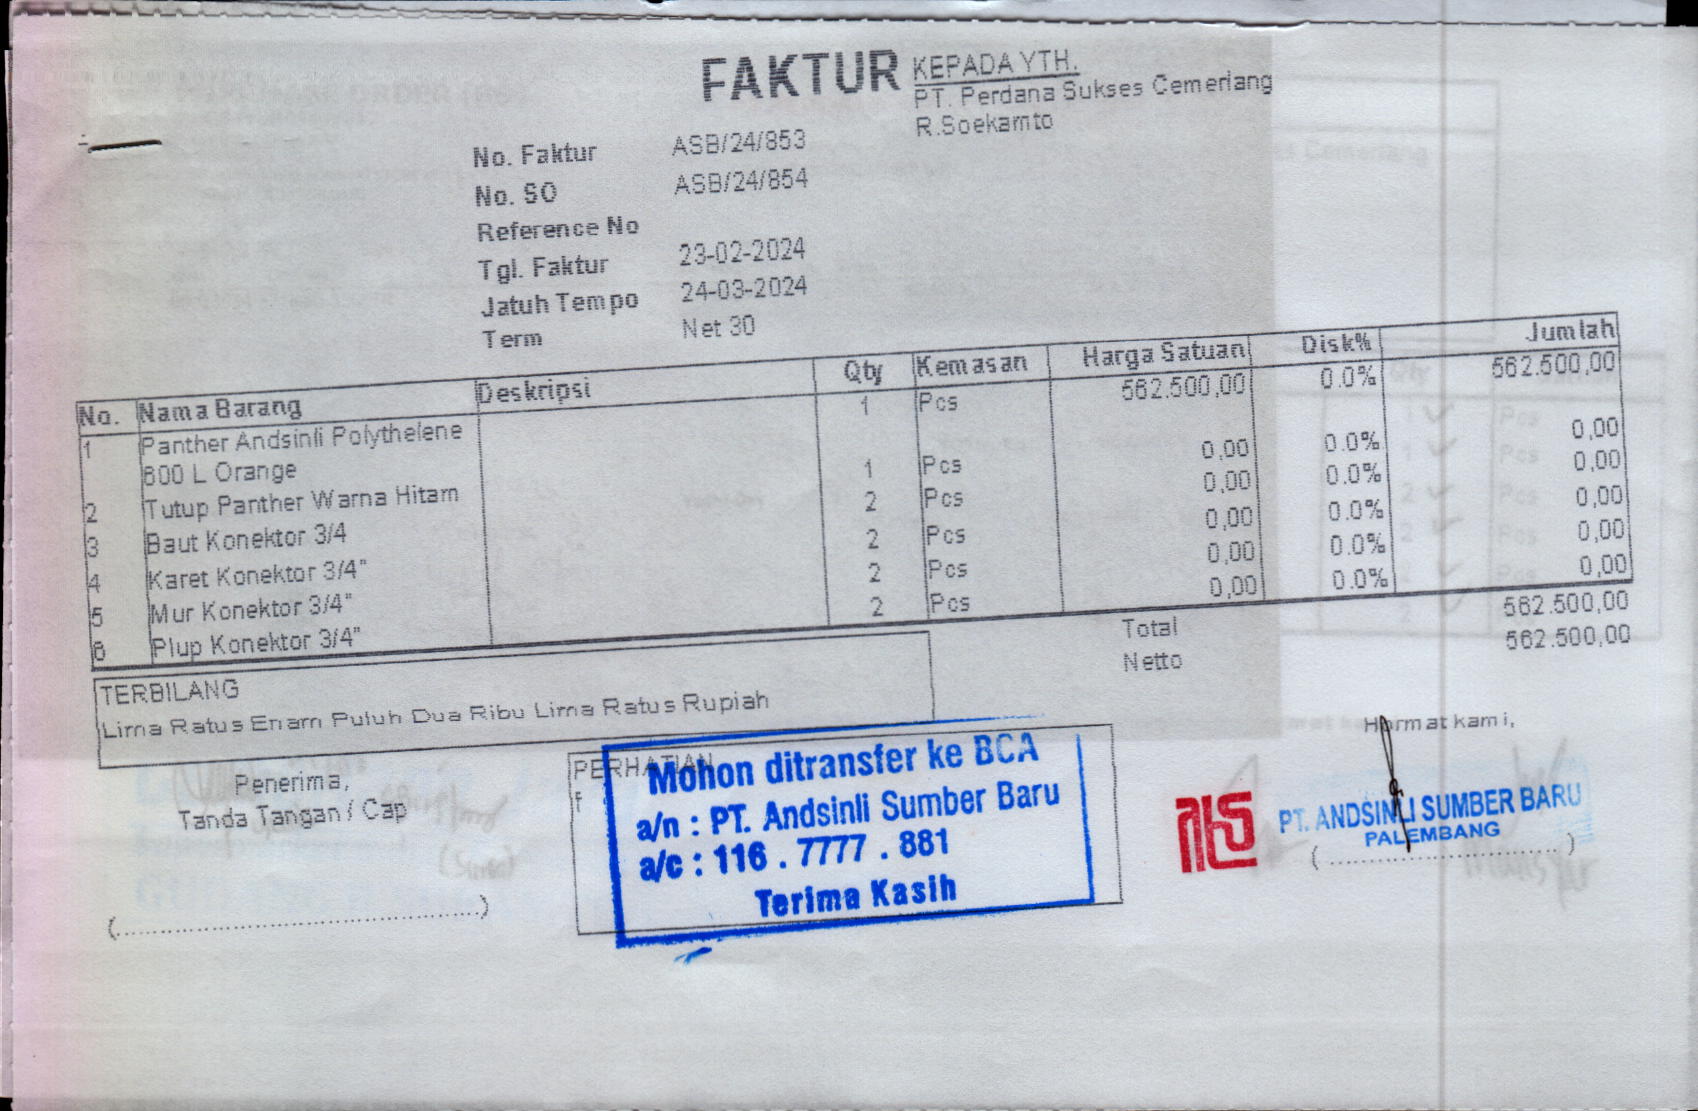 FAKTUR
KEPADA YTH.
PT. Perdana Sukses Cemerlang
R.Soekamto
No. Faktur ASB/24/853
No. SO ASB/24/854
Reference No
Tgl. Faktur 23-02-2024
Jatuh Tempo 24-03-2024
Term Net 30
No. Nama Barang Deskripsi Qty Kemasan Harga Satuan Disk% Jumlah
1 Panther Andsinli Polythelene 1 Pcs 562.500,00 0.0% 562.500,00
600 L Orange
2 Tutup Panther Warna Hitam 1 Pcs 0,00 0.0% 0,00
3 Baut Konektor 3/4 2 Pcs 0,00 0.0% 0,00
4 Karet Konektor 3/4" 2 Pcs 0,00 0.0% 0,00
5 Mur Konektor 3/4" 2 Pcs 0,00 0.0% 0,00
6 Plup Konektor 3/4" 2 Pcs 0,00 0.0% 0,00
Total 562.500,00
Netto 562.500,00
TERBILANG
Lima Ratus Enam Puluh Dua Ribu Lima Ratus Rupiah
Penerima,
Tanda Tangan / Cap
(................................................)
PERHATIAN
Mohon ditransfer ke BCA
a/n : PT. Andsinli Sumber Baru
a/c : 116 . 7777 . 881
Terima Kasih
Hormat kami,
PT. ANDSINLI SUMBER BARU
PALEMBANG
(................................)